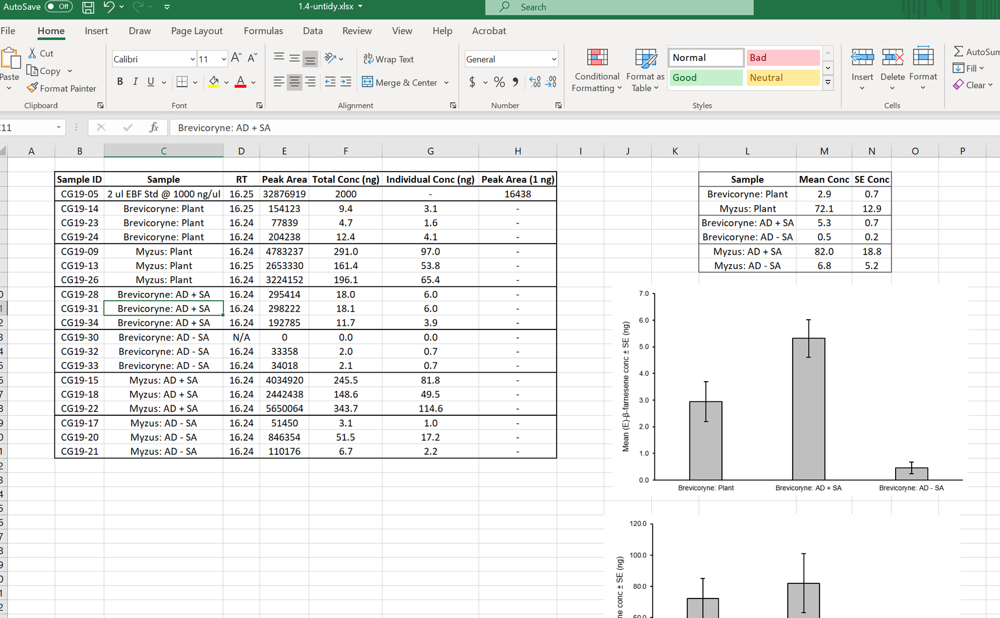 AutoSave Off 1.4-untidy.xlsx Search
File Home Insert Draw Page Layout Formulas Data Review View Help Acrobat
Paste Cut Copy Format Painter Clipboard
Calibri 11 A A B I U A Font
ab Wrap Text Merge & Center Alignment
General $ % Number
Conditional Formatting Format as Table
Normal Bad Good Neutral Styles
Insert Delete Format Cells
AutoSum Fill Clear
11 fx Brevicoryne: AD + SA
A B C D E F G H I J K L M N O P
Sample ID Sample RT Peak Area Total Conc (ng) Individual Conc (ng) Peak Area (1 ng)
CG19-05 2 ul EBF Std @ 1000 ng/ul 16.25 32876919 2000 - 16438
CG19-14 Brevicoryne: Plant 16.25 154123 9.4 3.1 -
CG19-23 Brevicoryne: Plant 16.24 77839 4.7 1.6 -
CG19-24 Brevicoryne: Plant 16.24 204238 12.4 4.1 -
CG19-09 Myzus: Plant 16.24 4783237 291.0 97.0 -
CG19-13 Myzus: Plant 16.25 2653330 161.4 53.8 -
CG19-26 Myzus: Plant 16.24 3224152 196.1 65.4 -
CG19-28 Brevicoryne: AD + SA 16.24 295414 18.0 6.0 -
CG19-31 Brevicoryne: AD + SA 16.24 298222 18.1 6.0 -
CG19-34 Brevicoryne: AD + SA 16.24 192785 11.7 3.9 -
CG19-30 Brevicoryne: AD - SA N/A 0 0.0 0.0 -
CG19-32 Brevicoryne: AD - SA 16.24 33358 2.0 0.7 -
CG19-33 Brevicoryne: AD - SA 16.24 34018 2.1 0.7 -
CG19-15 Myzus: AD + SA 16.24 4034920 245.5 81.8 -
CG19-18 Myzus: AD + SA 16.24 2442438 148.6 49.5 -
CG19-22 Myzus: AD + SA 16.24 5650064 343.7 114.6 -
CG19-17 Myzus: AD - SA 16.24 51450 3.1 1.0 -
CG19-20 Myzus: AD - SA 16.24 846354 51.5 17.2 -
CG19-21 Myzus: AD - SA 16.24 110176 6.7 2.2 -
Sample Mean Conc SE Conc
Brevicoryne: Plant 2.9 0.7
Myzus: Plant 72.1 12.9
Brevicoryne: AD + SA 5.3 0.7
Brevicoryne: AD - SA 0.5 0.2
Myzus: AD + SA 82.0 18.8
Myzus: AD - SA 6.8 5.2
Mean (E)-β-farnesene conc ± SE (ng)
7.0
6.0
5.0
4.0
3.0
2.0
1.0
0.0
Brevicoryne: Plant Brevicoryne: AD + SA Brevicoryne: AD - SA
conc ± SE (ng)
120.0
100.0
80.0
60.0